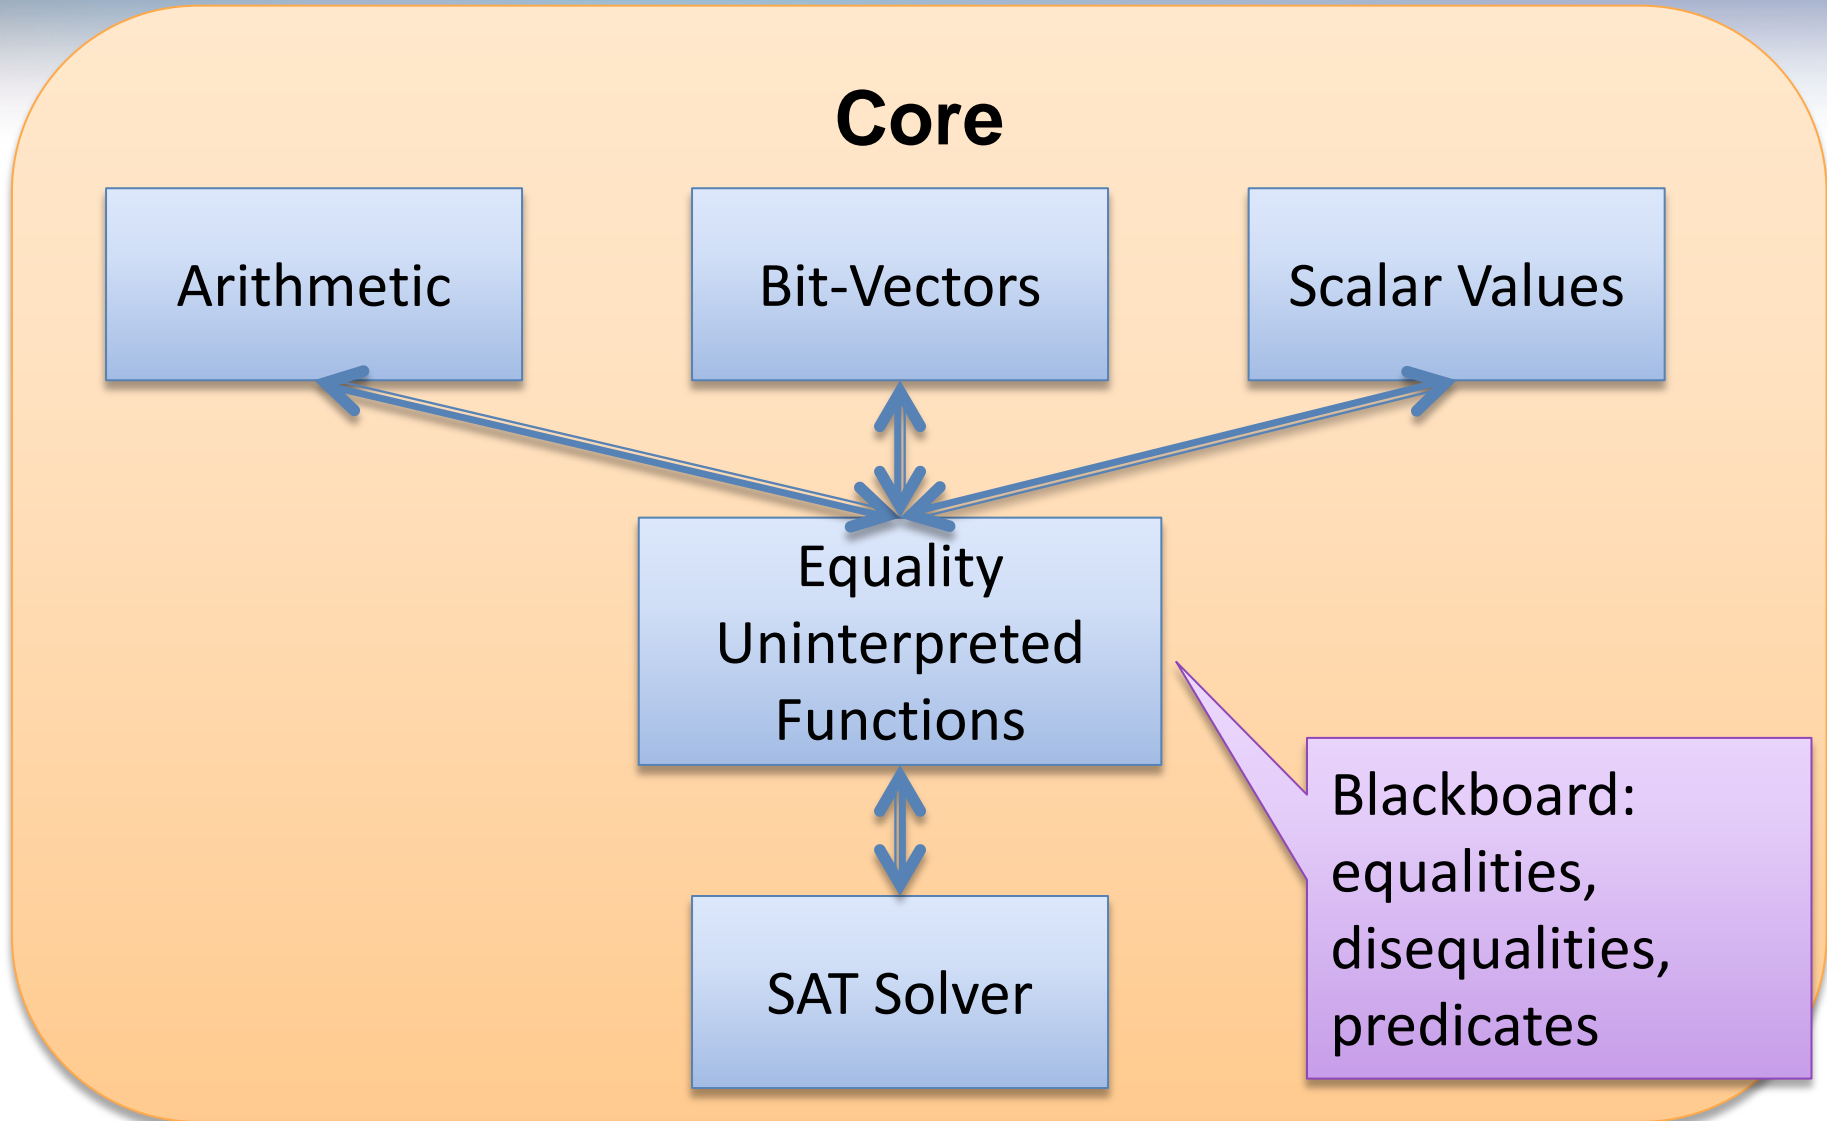 Core
Arithmetic
Bit-Vectors
Scalar Values
Equality
Uninterpreted
Functions
Blackboard:
equalities,
disequalities,
predicates
SAT Solver